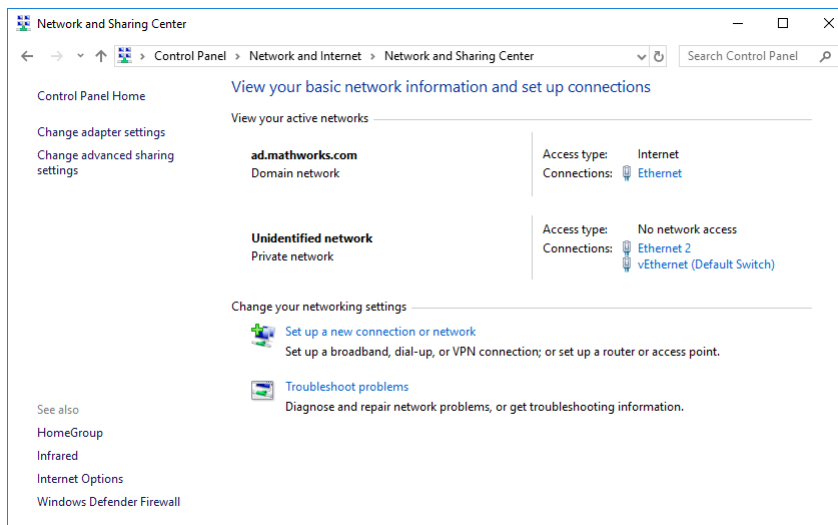 Network and Sharing Center
Control Panel > Network and Internet > Network and Sharing Center
Search Control Panel
Control Panel Home
Change adapter settings
Change advanced sharing
settings
View your basic network information and set up connections
View your active networks
ad.mathworks.com
Domain network
Access type: Internet
Connections: Ethernet
Unidentified network
Private network
Access type: No network access
Connections: Ethernet 2
vEthernet (Default Switch)
Change your networking settings
Set up a new connection or network
Set up a broadband, dial-up, or VPN connection; or set up a router or access point.
Troubleshoot problems
Diagnose and repair network problems, or get troubleshooting information.
See also
HomeGroup
Infrared
Internet Options
Windows Defender Firewall